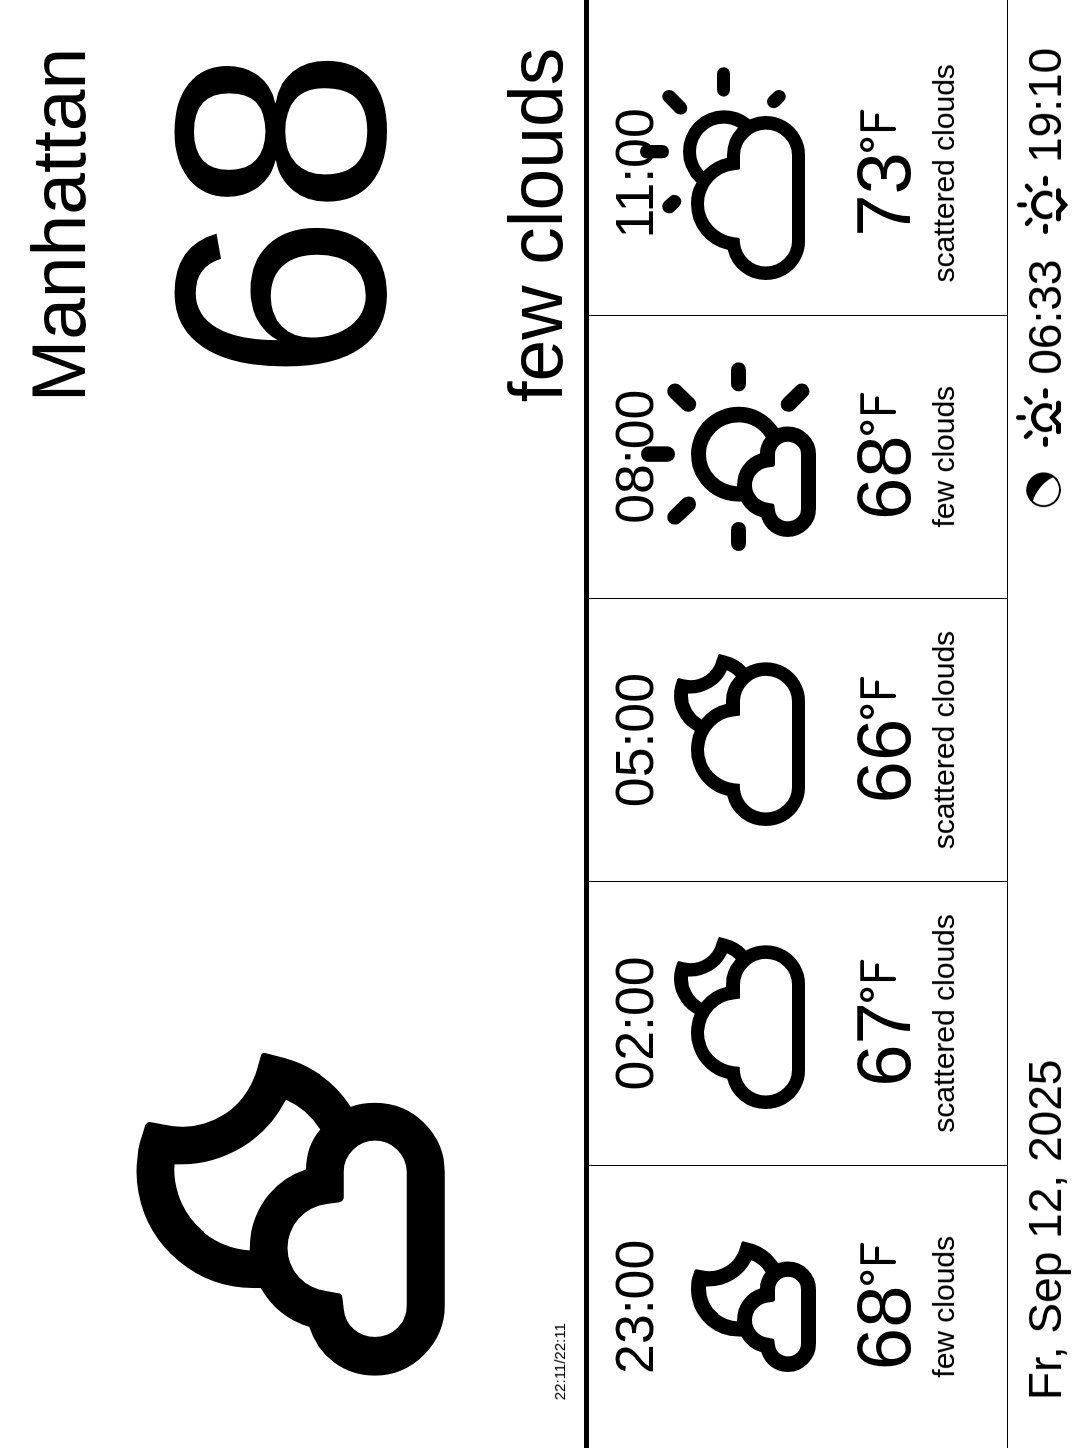 Manhattan
68
few clouds
22:11/22:11
23:00
02:00
05:00
08:00
11:00
68°F
67°F
66°F
68°F
73°F
few clouds
scattered clouds
scattered clouds
few clouds
scattered clouds
Fr, Sep 12, 2025
06:33
19:10